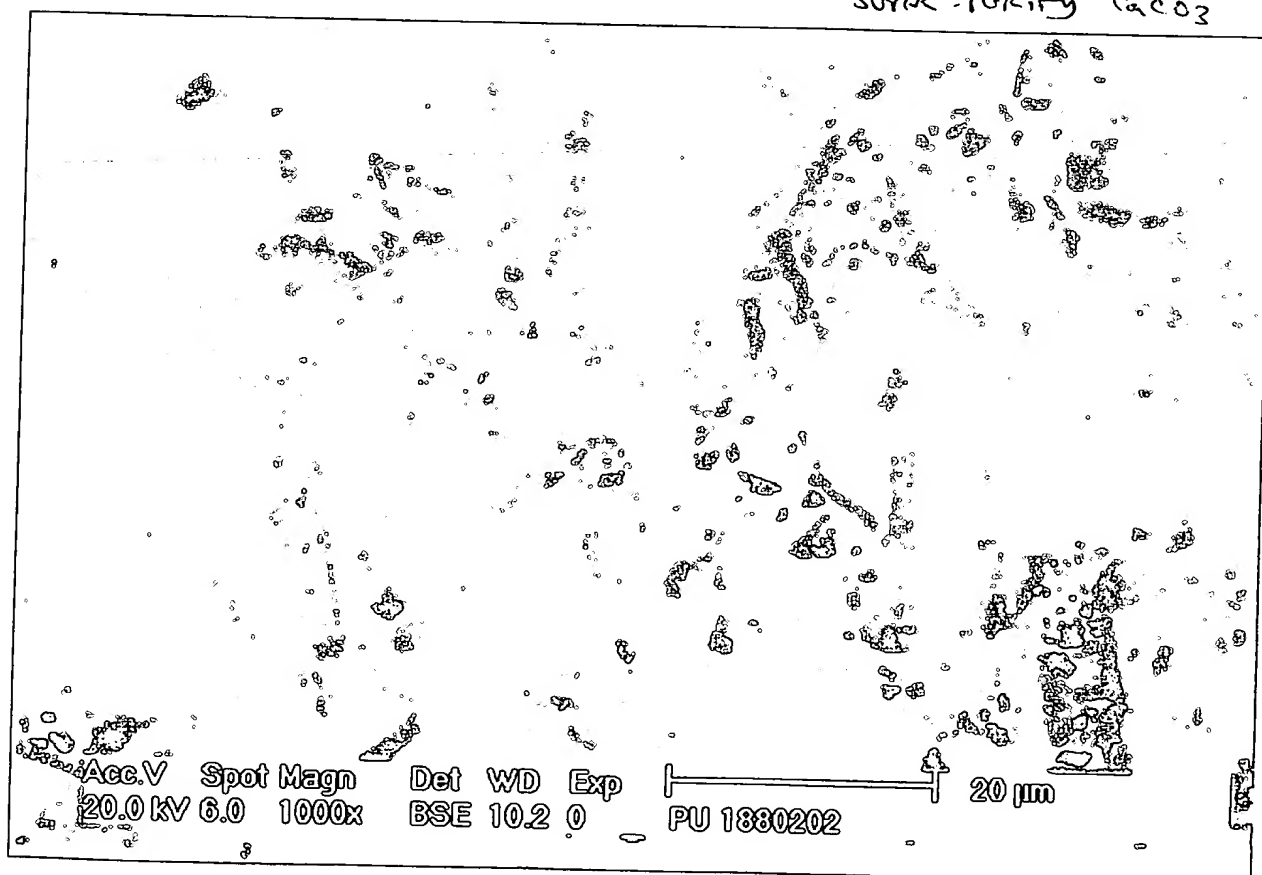 CaCO3
Acc.V Spot Magn Det WD Exp
20.0 kV 6.0 1000x BSE 10.2 0
20 µm
PU 1880202